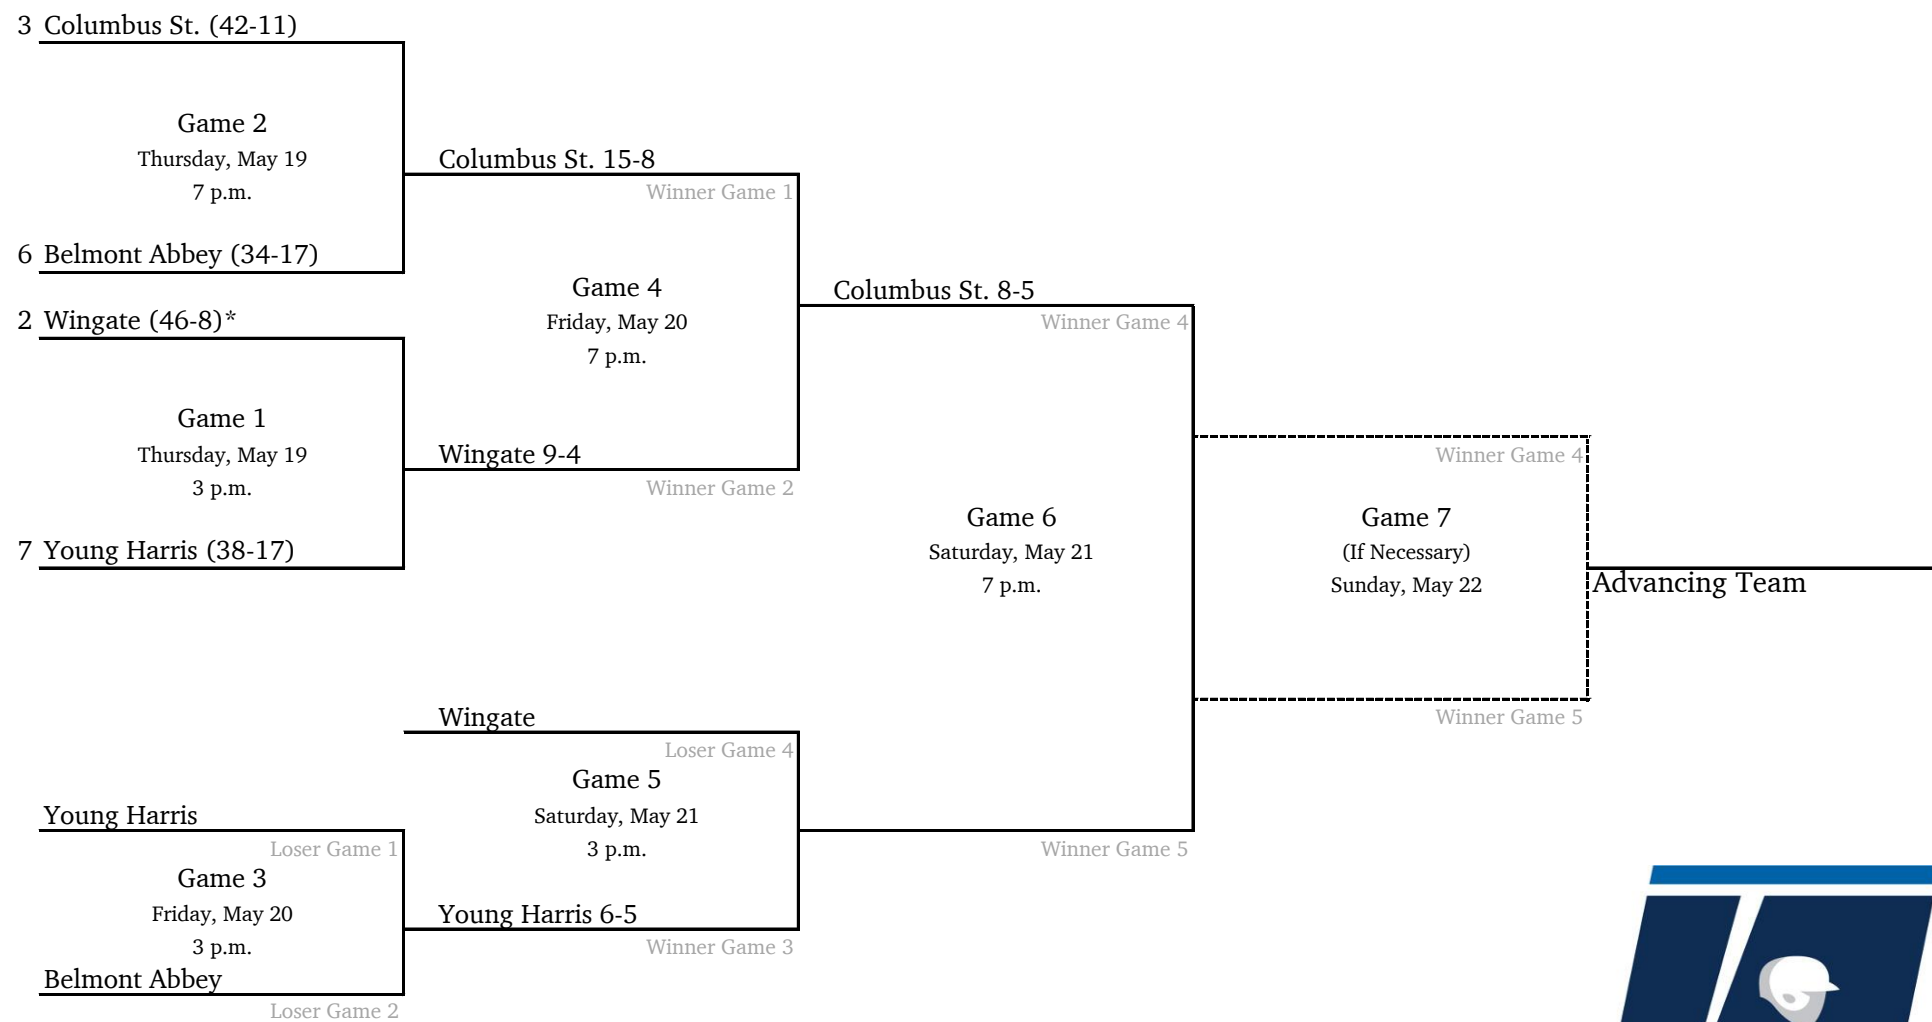 3 Columbus St. (42-11)
Game 2
Thursday, May 19
7 p.m.
6 Belmont Abbey (34-17)
2 Wingate (46-8)*
Game 1
Thursday, May 19
3 p.m.
7 Young Harris (38-17)
Columbus St. 15-8
Winner Game 1
Game 4
Friday, May 20
7 p.m.
Wingate 9-4
Winner Game 2
Columbus St. 8-5
Winner Game 4
Game 6
Saturday, May 21
7 p.m.
Winner Game 4
Game 7
(If Necessary)
Sunday, May 22
Winner Game 5
Advancing Team
Wingate
Loser Game 4
Game 5
Saturday, May 21
3 p.m.
Winner Game 5
Young Harris
Loser Game 1
Game 3
Friday, May 20
3 p.m.
Belmont Abbey
Loser Game 2
Young Harris 6-5
Winner Game 3